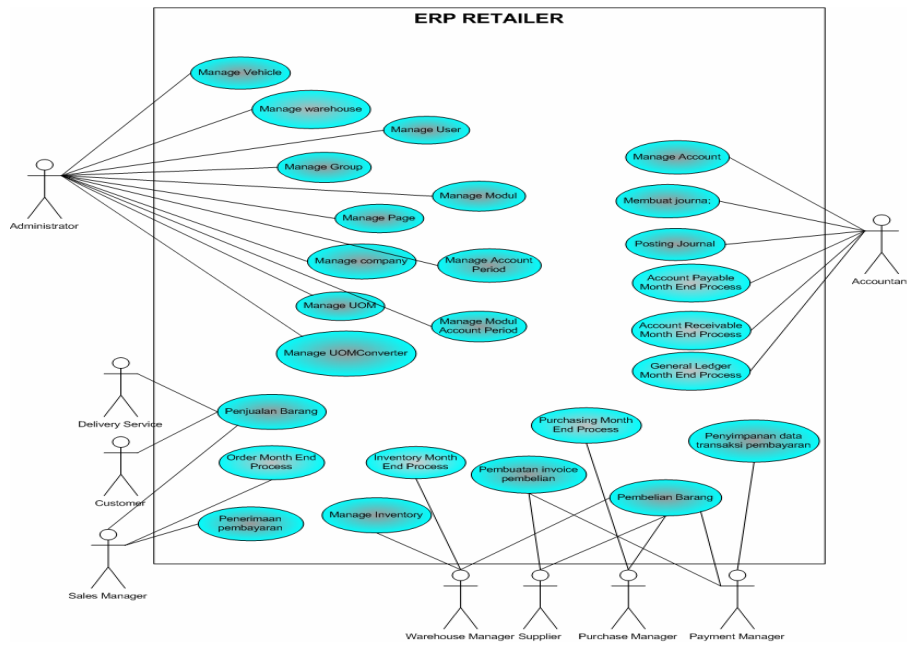 ERP RETAILER
Manage Vehicle
Manage warehouse
Manage User
Manage Group
Manage Modul
Manage Page
Manage company
Manage Account
Period
Manage UOM
Manage Modul
Account Period
Manage UOMConverter
Administrator
Manage Account
Membuat journa;
Posting Journal
Account Payable
Month End Process
Account Receivable
Month End Process
General Ledger
Month End Process
Accountan
Delivery Service
Customer
Sales Manager
Penjualan Barang
Order Month End
Process
Penerimaan
pembayaran
Inventory Month
End Process
Manage Inventory
Pembuatan invoice
pembelian
Purchasing Month
End Process
Pembelian Barang
Penyimpanan data
transaksi pembayaran
Warehouse Manager
Supplier
Purchase Manager
Payment Manager